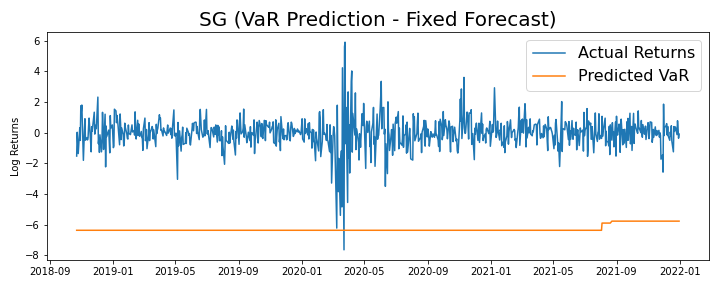 SG (VaR Prediction - Fixed Forecast)
Actual Returns
Predicted VaR
Log Returns
6
4
2
0
−2
−4
−6
−8
2018-09 2019-01 2019-05 2019-09 2020-01 2020-05 2020-09 2021-01 2021-05 2021-09 2022-01